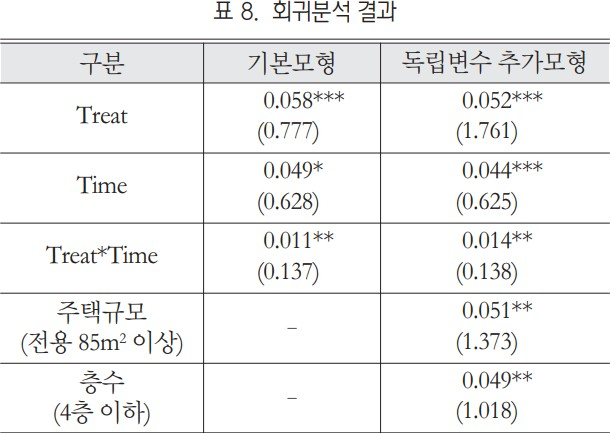 표 8. 회귀분석 결과
구분 기본모형 독립변수 추가모형
Treat 0.058*** 0.052***
(0.777) (1.761)
Time 0.049* 0.044***
(0.628) (0.625)
Treat*Time 0.011** 0.014**
(0.137) (0.138)
주택규모
(전용 85m² 이상) – 0.051**
(1.373)
층수
(4층 이하) – 0.049**
(1.018)